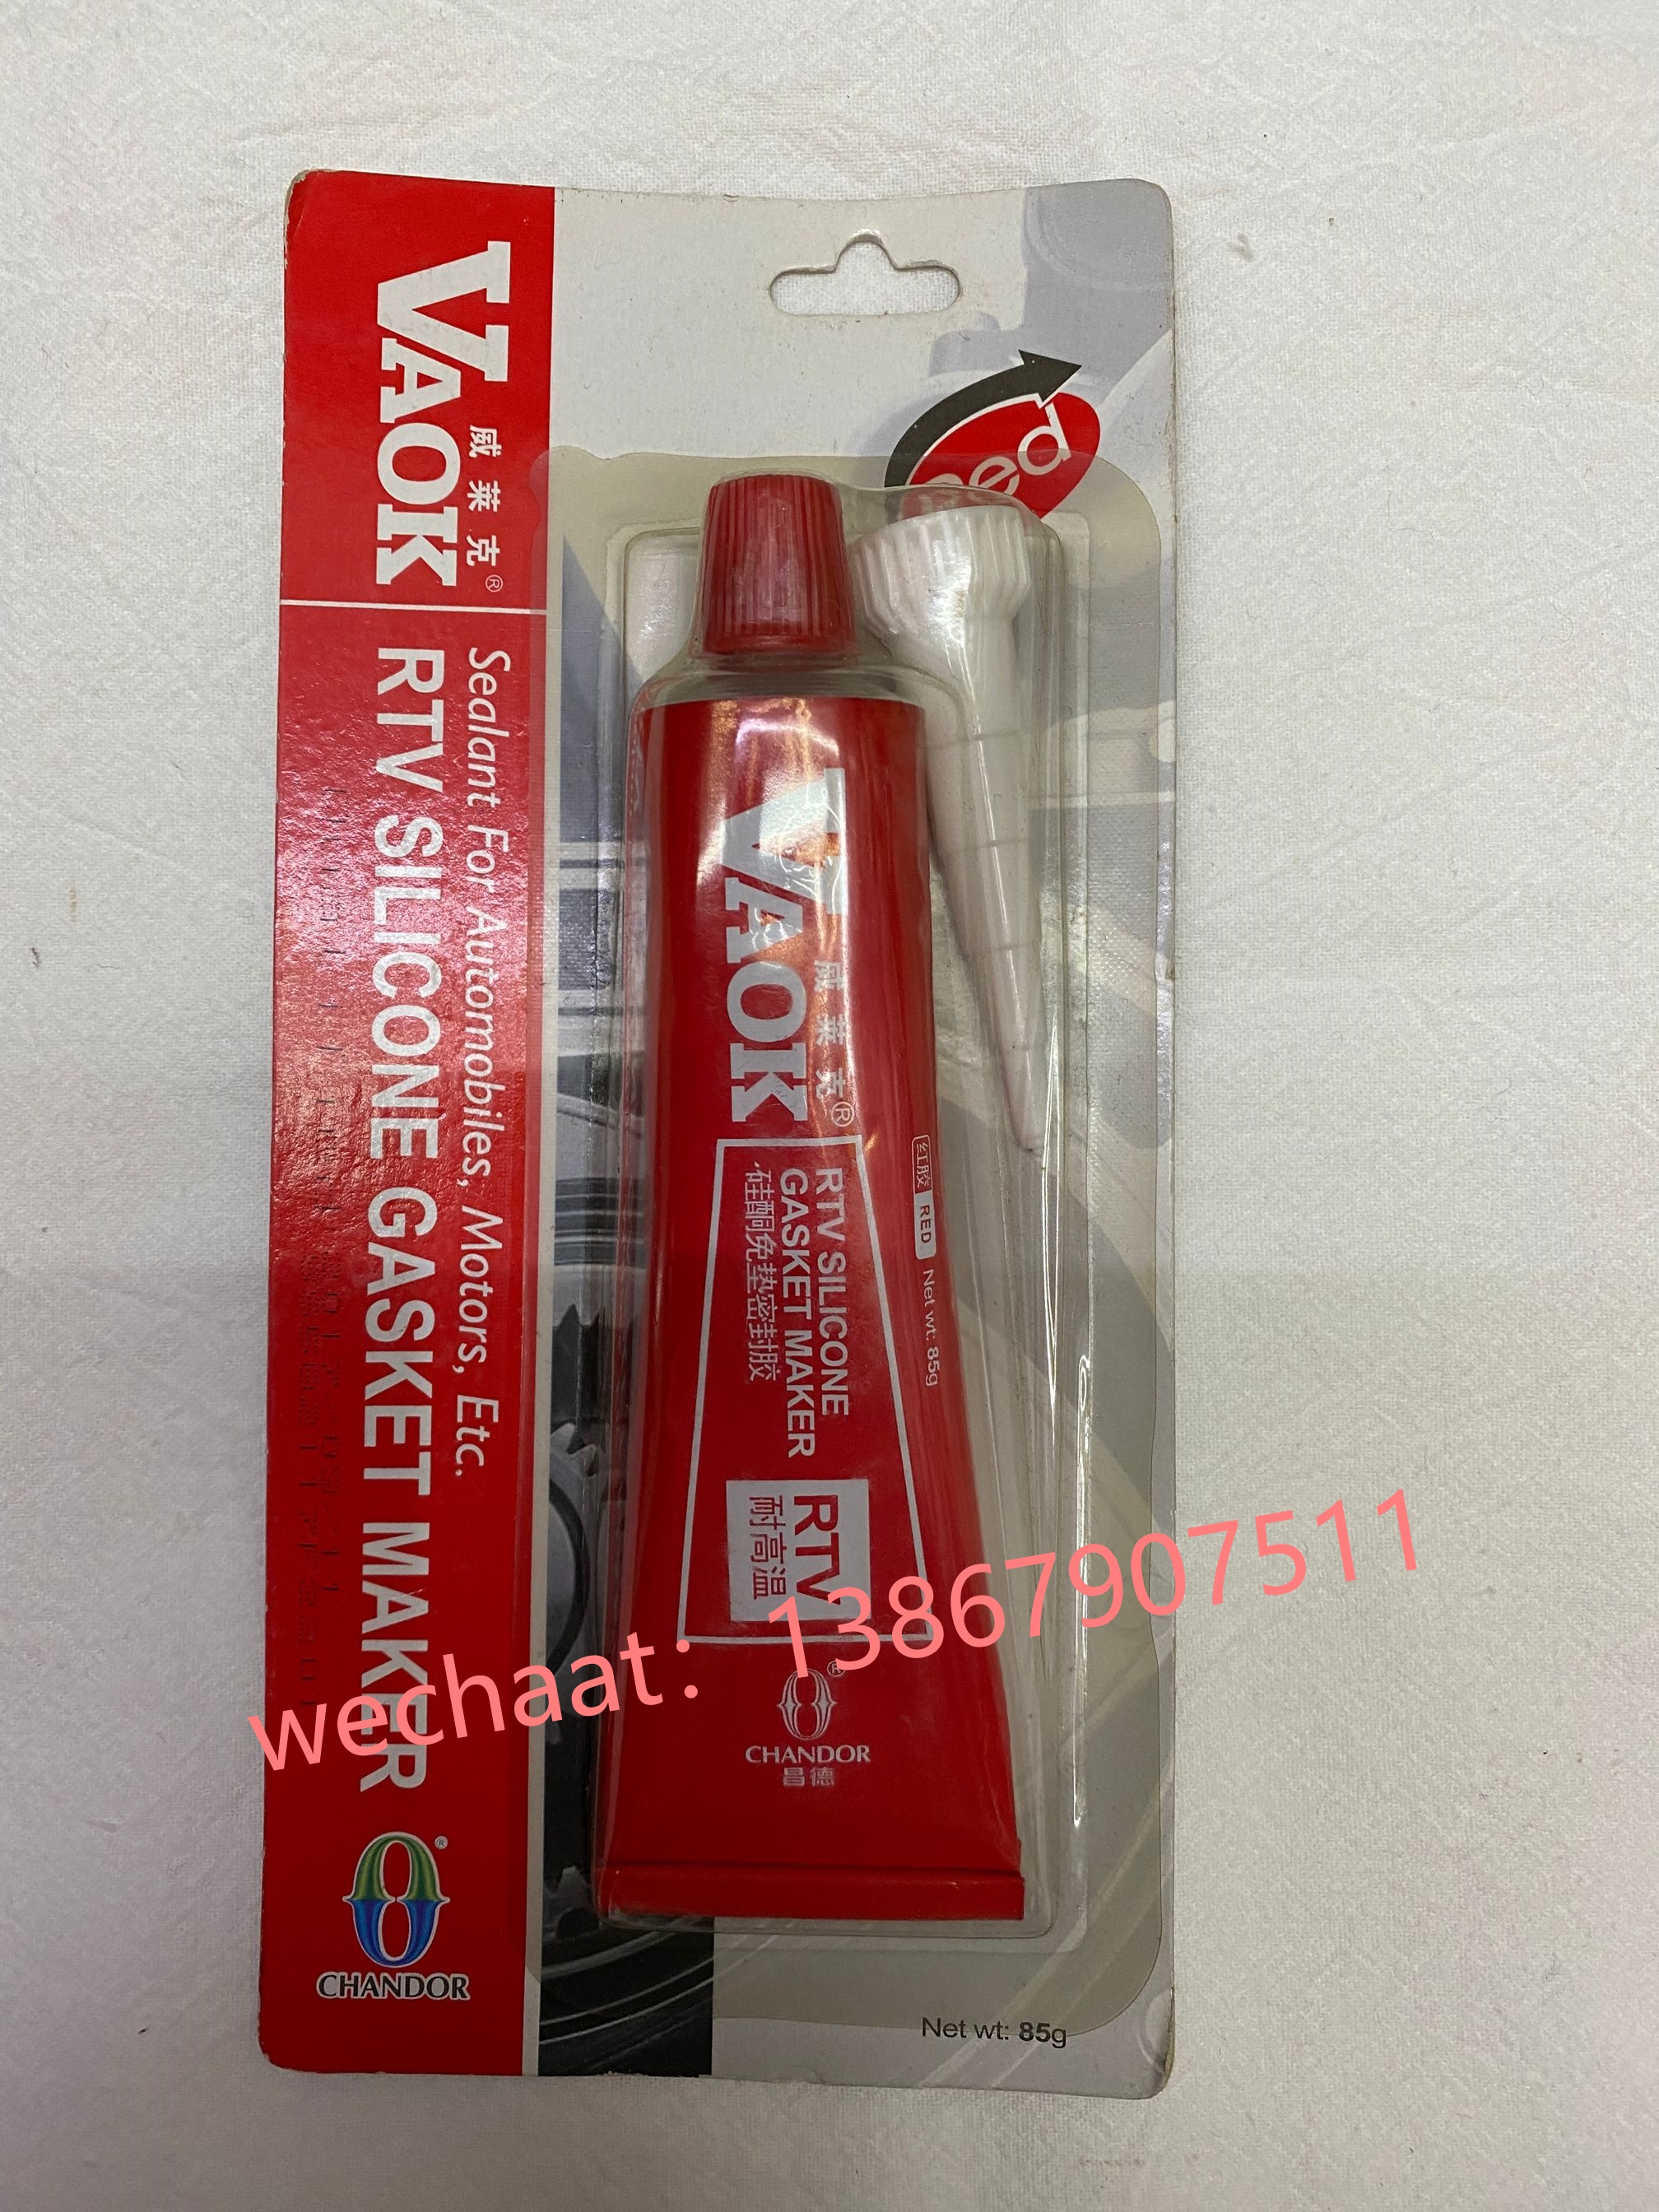 VAOK
威莱克®
RTV SILICONE GASKET MAKER
Sealant For Automobiles, Motors, Etc.
®
CHANDOR
Red
VAOK
威莱克®
红胶 RED Net wt: 85g
RTV SILICONE
GASKET MAKER
硅酮免垫密封胶
RTV
耐高温
®
CHANDOR
昌德
wechaat: 13867907511
Net wt: 85g